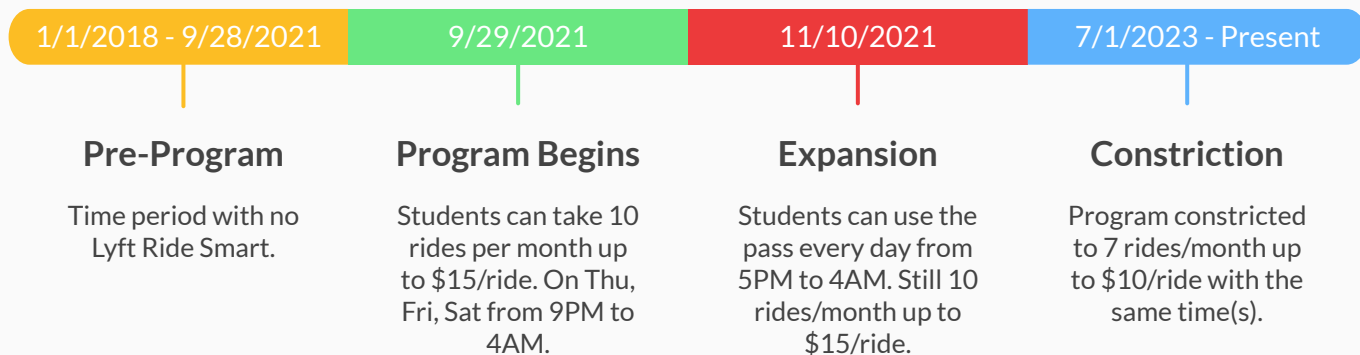 1/1/2018 - 9/28/2021
9/29/2021
11/10/2021
7/1/2023 - Present
Pre-Program
Time period with no
Lyft Ride Smart.
Program Begins
Students can take 10
rides per month up
to $15/ride. On Thu,
Fri, Sat from 9PM to
4AM.
Expansion
Students can use the
pass every day from
5PM to 4AM. Still 10
rides/month up to
$15/ride.
Constriction
Program constricted
to 7 rides/month up
to $10/ride with the
same time(s).